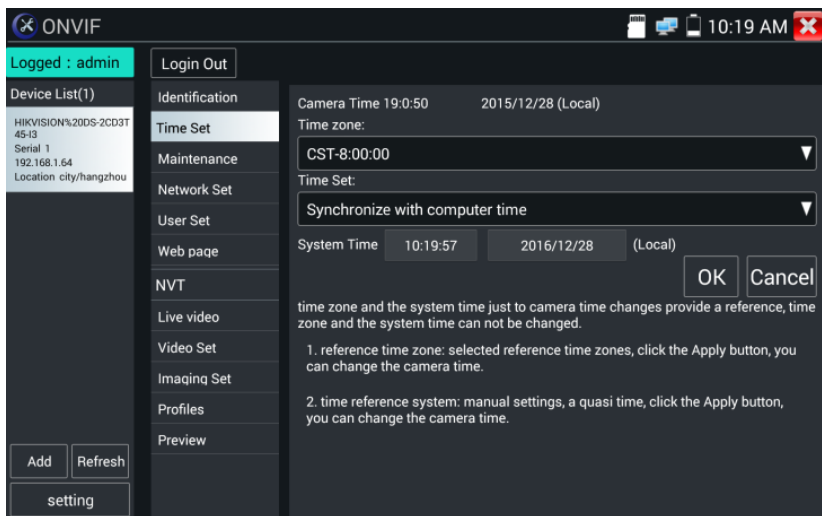 ONVIF
10:19 AM
Logged : admin
Login Out
Device List(1)
HIKVISION%20DS-2CD3T
45-I3
Serial 1
192.168.1.64
Location city/hangzhou
Add
Refresh
setting
Identification
Time Set
Maintenance
Network Set
User Set
Web page
NVT
Live video
Video Set
Imaging Set
Profiles
Preview
Camera Time 19:0:50 2015/12/28 (Local)
Time zone:
CST-8:00:00
Time Set:
Synchronize with computer time
System Time 10:19:57 2016/12/28 (Local)
OK Cancel
time zone and the system time just to camera time changes provide a reference, time
zone and the system time can not be changed.
1. reference time zone: selected reference time zones, click the Apply button, you
can change the camera time.
2. time reference system: manual settings, a quasi time, click the Apply button,
you can change the camera time.